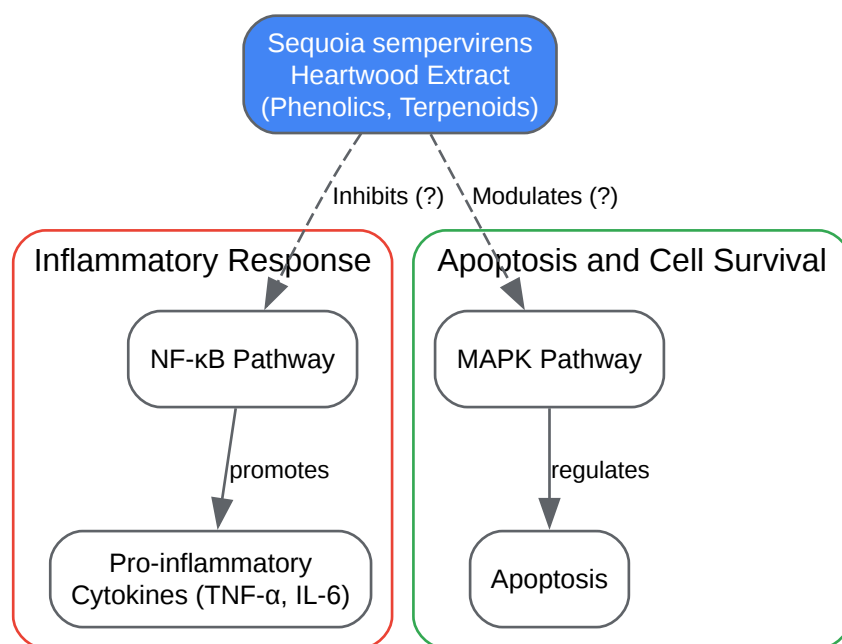 Sequoia sempervirens
Heartwood Extract
(Phenolics, Terpenoids)
Inhibits (?)
Modulates (?)
Inflammatory Response
Apoptosis and Cell Survival
NF-κB Pathway
MAPK Pathway
promotes
regulates
Pro-inflammatory
Cytokines (TNF-α, IL-6)
Apoptosis